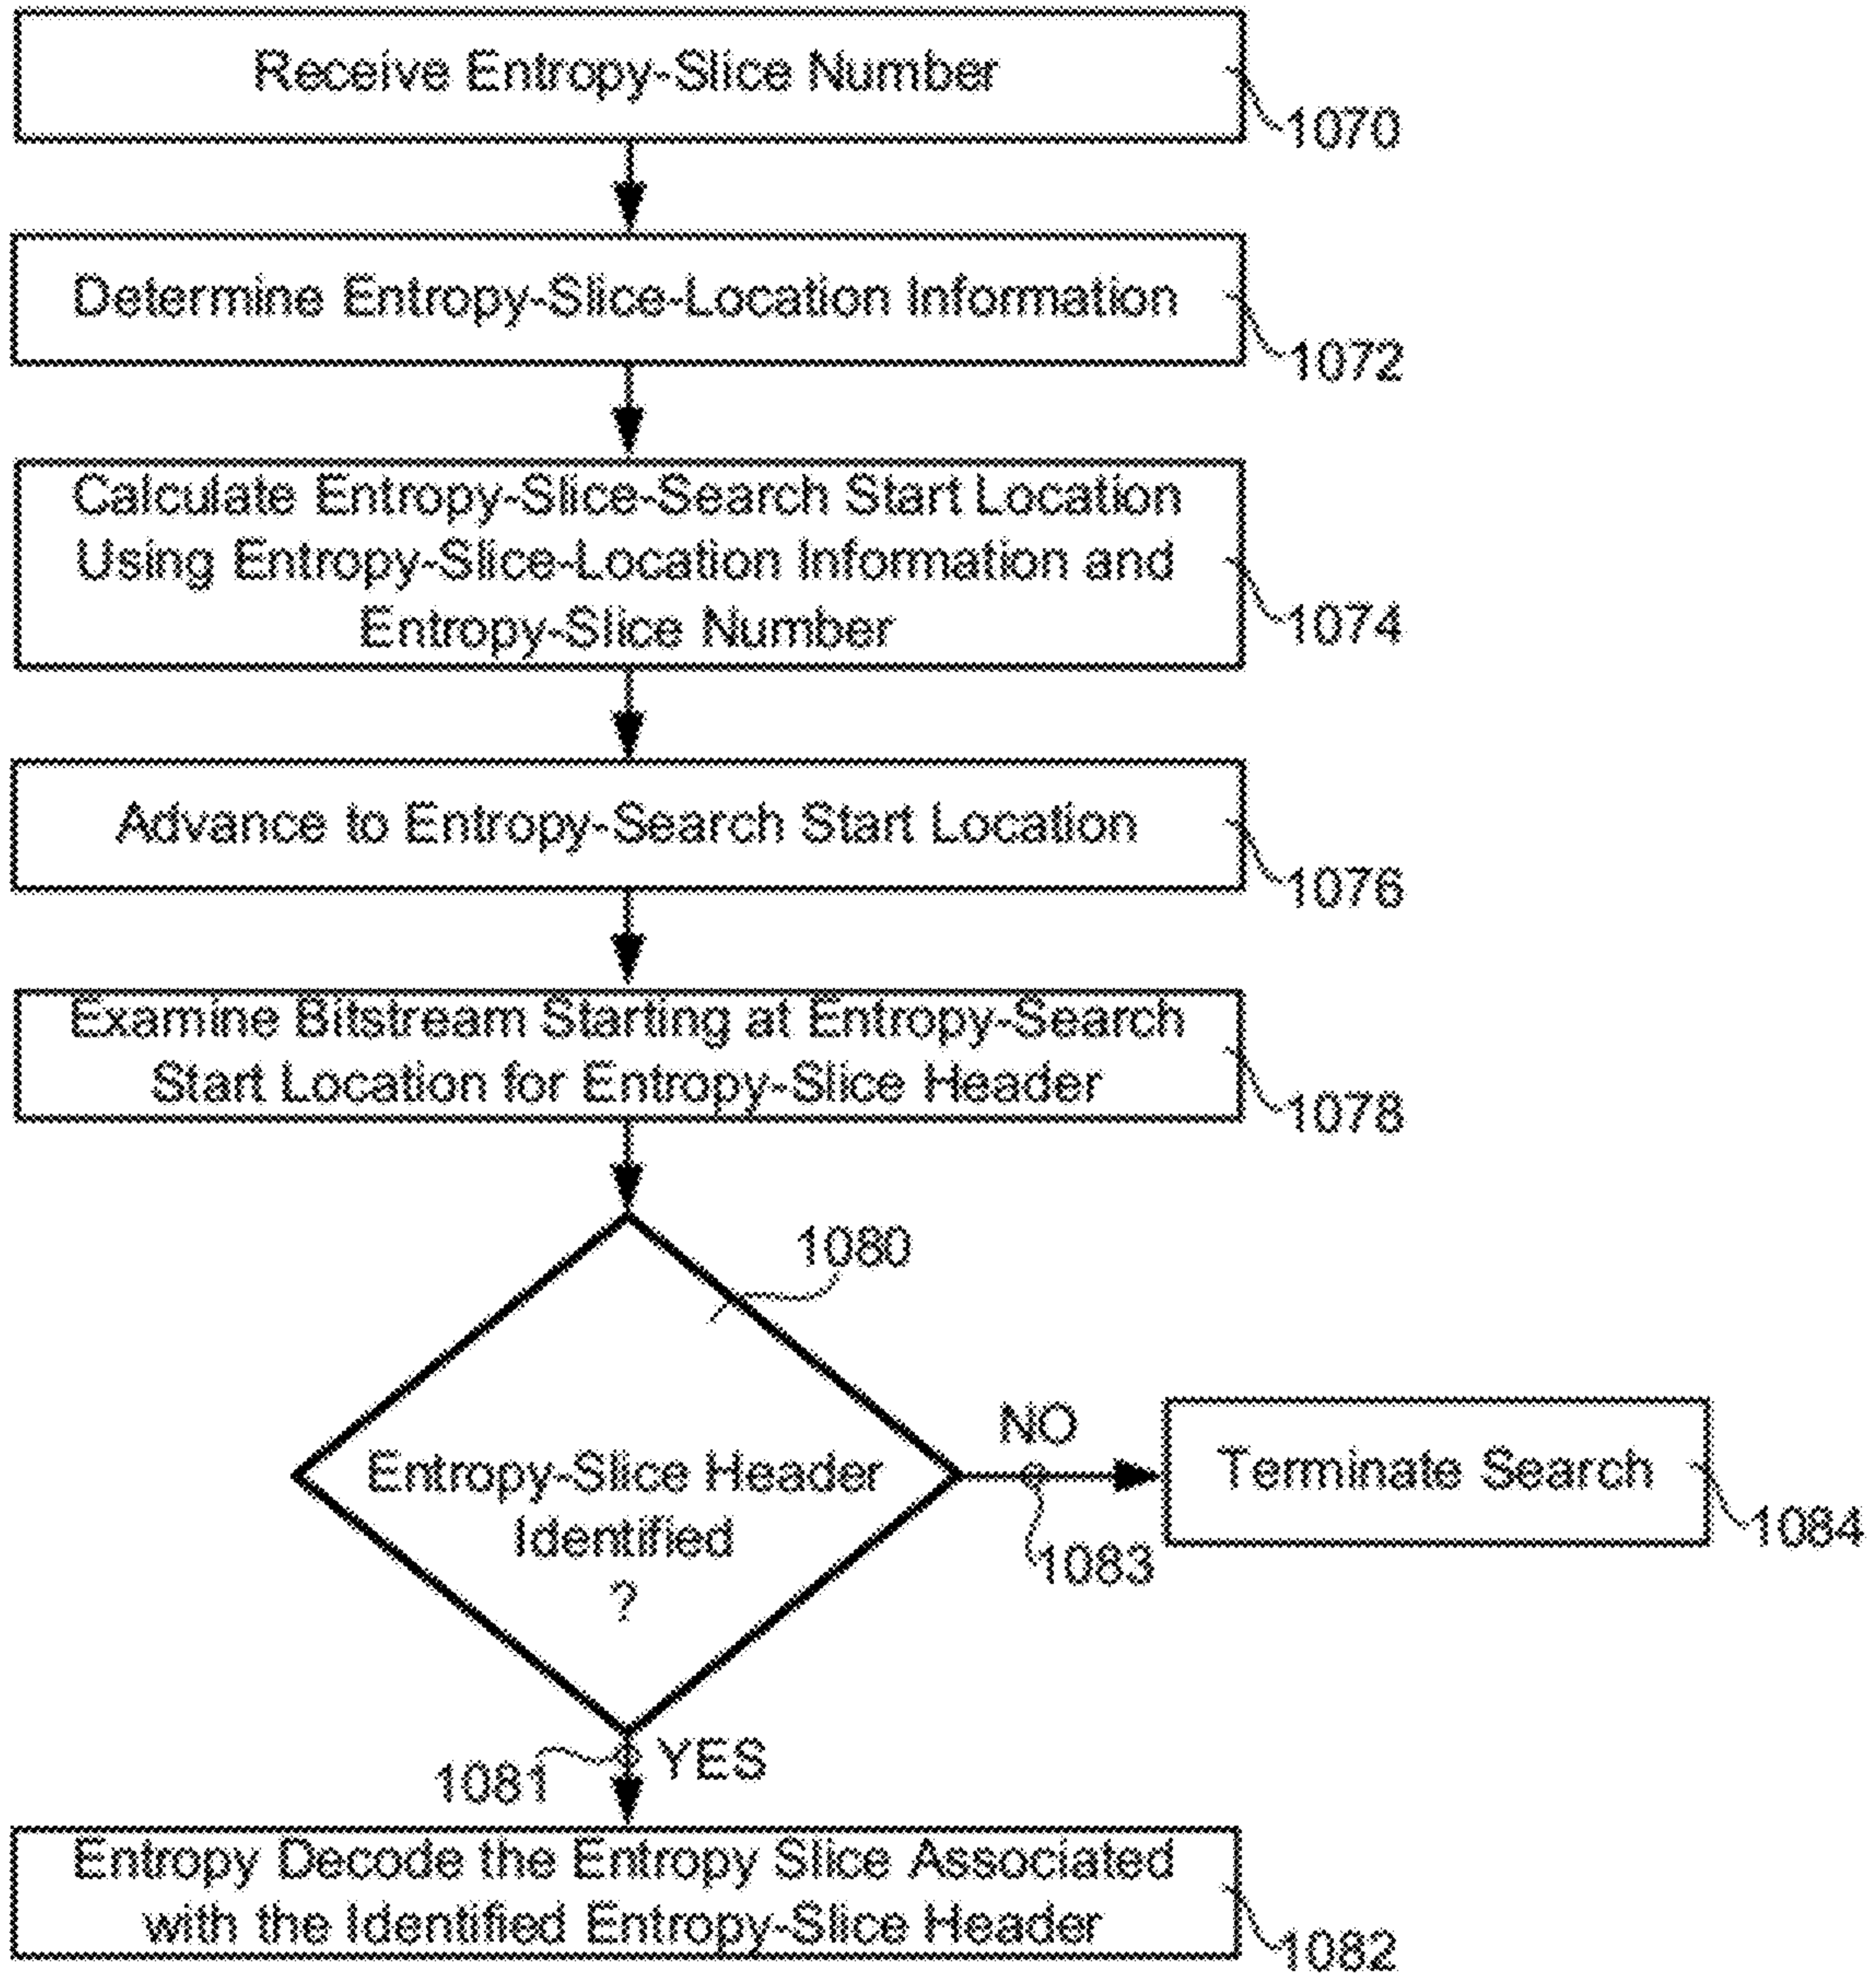 Receive Entropy-Slice Number
1070
Determine Entropy-Slice-Location Information
1072
Calculate Entropy-Slice-Search Start Location
Using Entropy-Slice-Location Information and
Entropy-Slice Number
1074
Advance to Entropy-Search Start Location
1076
Examine Bitstream Starting at Entropy-Search
Start Location for Entropy-Slice Header
1078
1080
Entropy-Slice Header
Identified
?
NO
1083
Terminate Search
1084
YES
1081
Entropy Decode the Entropy Slice Associated
with the Identified Entropy-Slice Header
1082